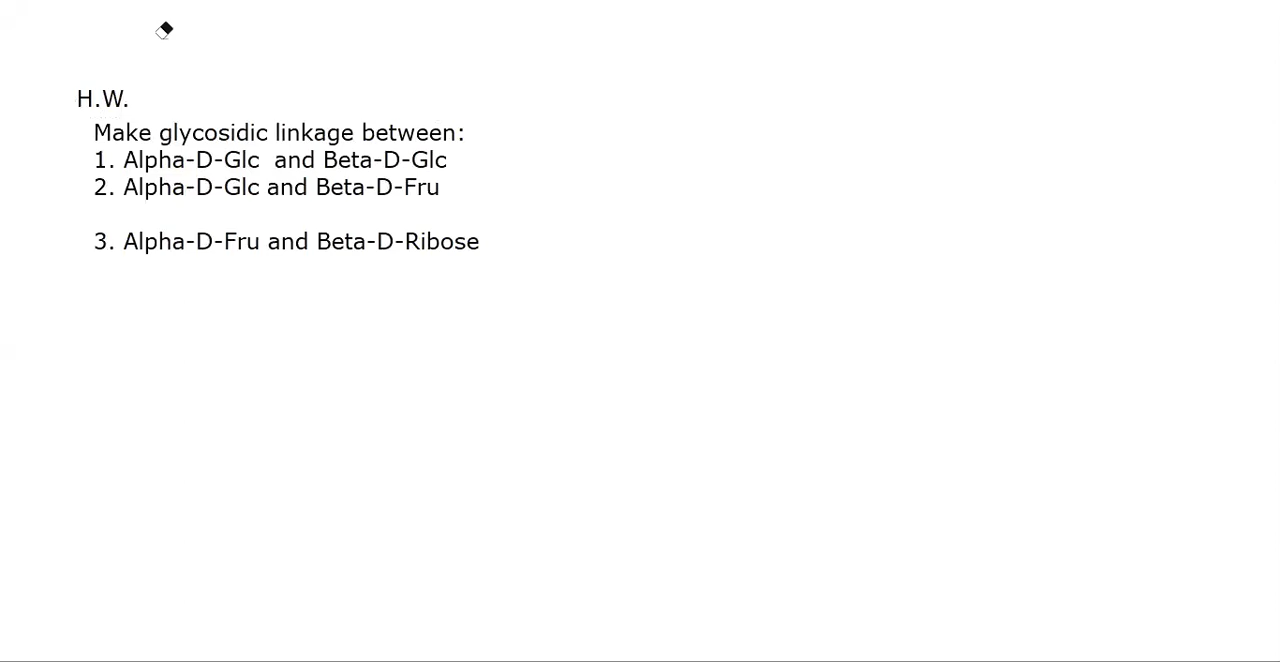 H.W.
Make glycosidic linkage between:
1. Alpha-D-Glc  and Beta-D-Glc
2. Alpha-D-Glc and Beta-D-Fru
3. Alpha-D-Fru and Beta-D-Ribose